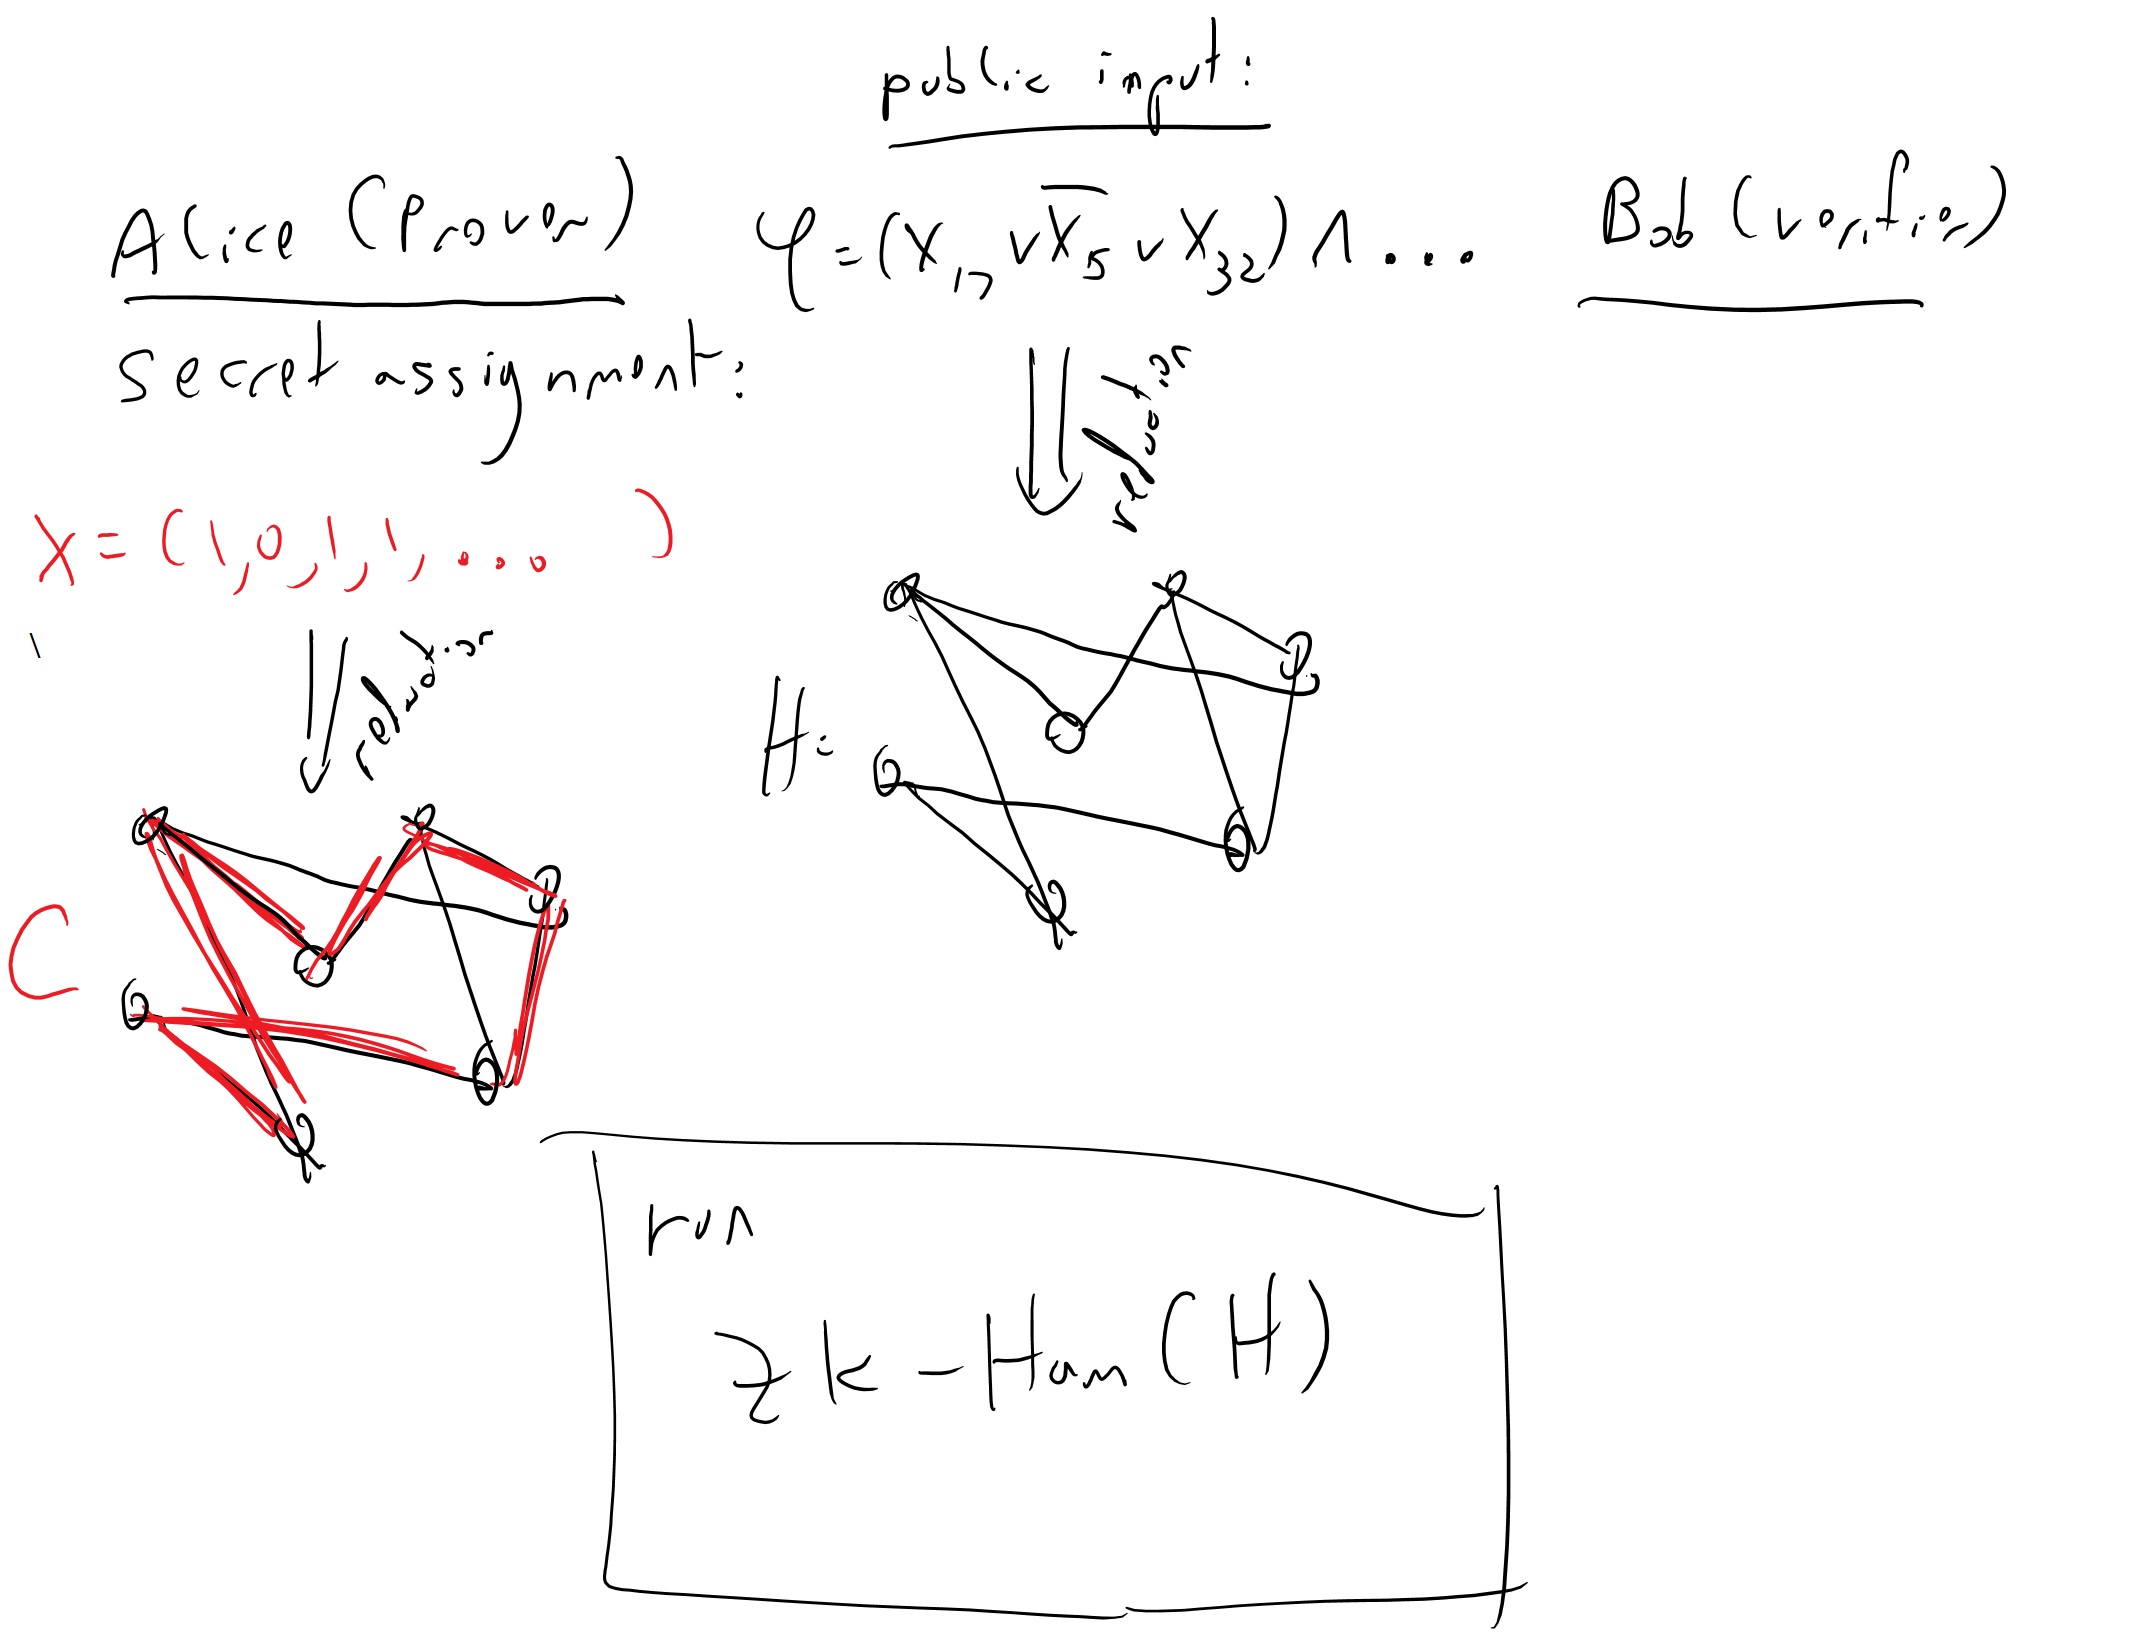 public input:
Alice (Prover)
φ = (x₁₇ ∨ x̅₅ ∨ x₃₂) ∧ ....
Bob (verifier)
Secret assignment:
reduction
X = (1,0,1,1, .... )
reduction
H:
C
run
zk-Ham(H)